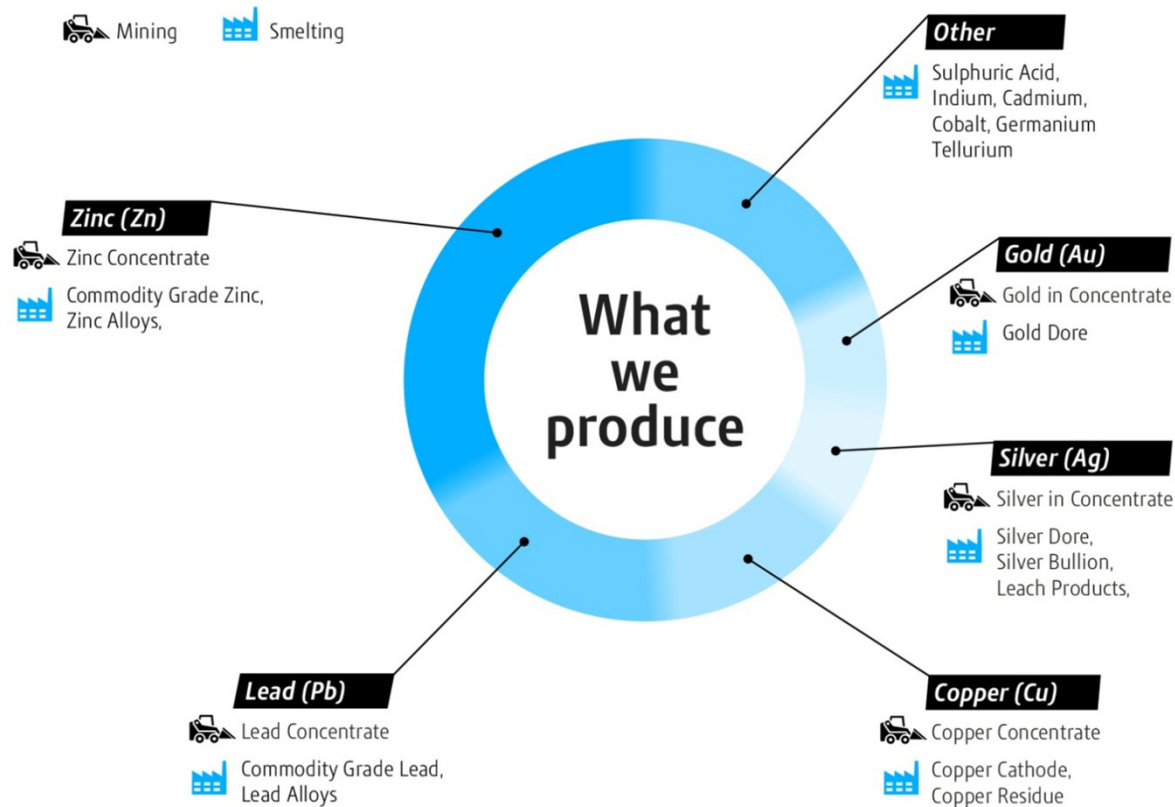 Mining
Smelting
Other
Sulphuric Acid,
Indium, Cadmium,
Cobalt, Germanium
Tellurium
Zinc (Zn)
Zinc Concentrate
Commodity Grade Zinc,
Zinc Alloys,
What
we
produce
Gold (Au)
Gold in Concentrate
Gold Dore
Silver (Ag)
Silver in Concentrate
Silver Dore,
Silver Bullion,
Leach Products,
Lead (Pb)
Lead Concentrate
Commodity Grade Lead,
Lead Alloys
Copper (Cu)
Copper Concentrate
Copper Cathode,
Copper Residue